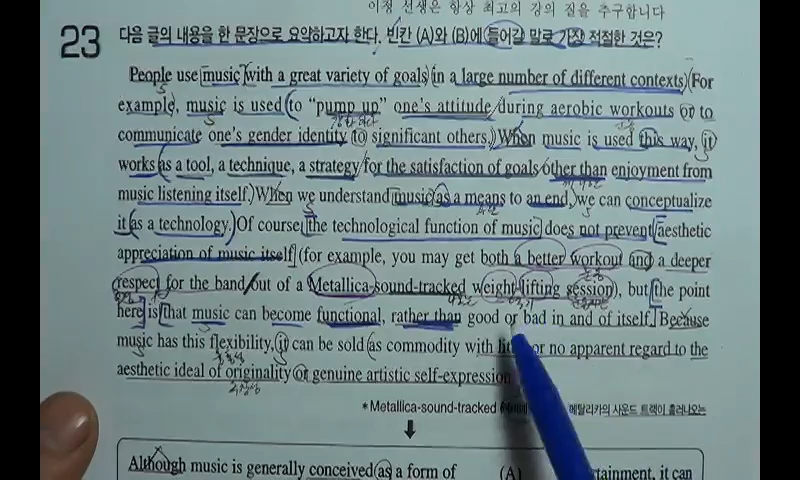 이정 선생은 항상 최고의 강의 질을 추구합니다
23 다음 글의 내용을 한 문장으로 요약하고자 한다. 빈칸 (A)와 (B)에 들어갈 말로 가장 적절한 것은?
People use music with a great variety of goals in a large number of different contexts. (For
example, music is used to “pump up” one’s attitude during aerobic workouts or to
강화하다
communicate one’s gender identity to significant others.) When music is used this way, it
works as a tool, a technique, a strategy for the satisfaction of goals other than enjoyment from
music listening itself. When we understand music as a means to an end, we can conceptualize
수단
it as a technology. Of course, the technological function of music does not prevent aesthetic
appreciation of music itself (for example, you may get both a better workout and a deeper
respect for the band out of a Metallica-sound-tracked weight-lifting session), but the point
here is that music can become functional, rather than good or bad in and of itself. Because
music has this flexibility, it can be sold as commodity with or no apparent regard to the
융통성
aesthetic ideal of originality or genuine artistic self-expression
독창성
*Metallica-sound-tracked 메탈리카의 사운드 트랙이 흘러나오는
Although music is generally conceived as a form of (A) it can